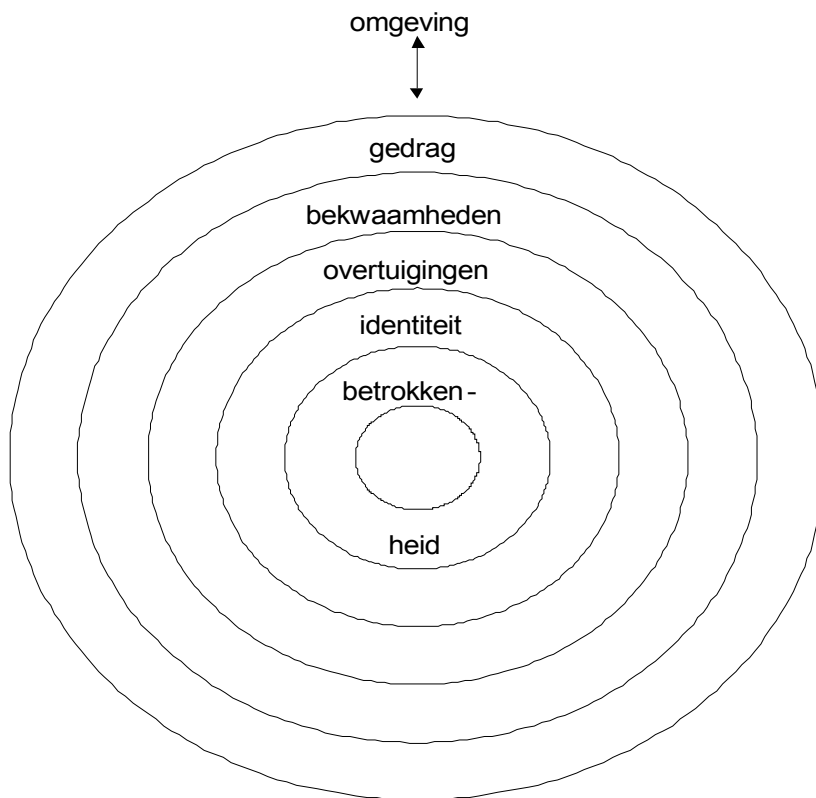 omgeving
gedrag
bekwaamheden
overtuigingen
identiteit
betrokken-
heid